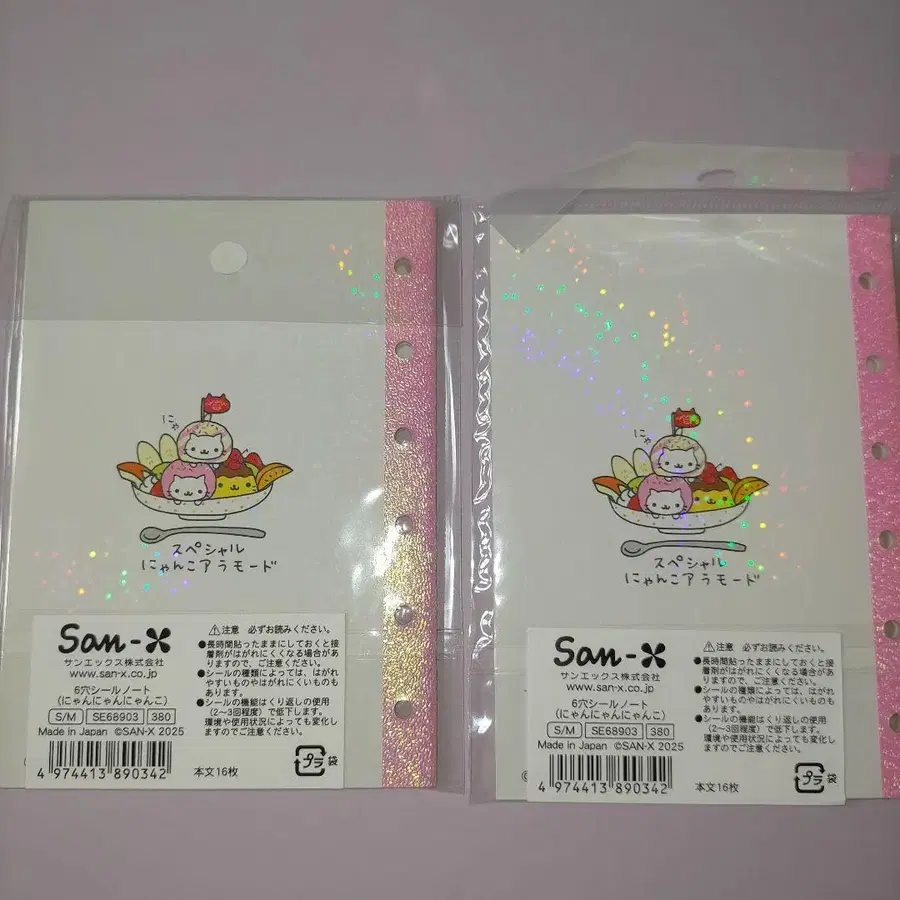 にゃ
スペシャル
にゃんこアラモード
San-X
サンエックス株式会社
www.san-x.co.jp
6穴シールノート
(にゃんにゃんにゃんこ)
S/M SE68903 380
Made in Japan ©SAN-X 2025
4 974413 890342
⚠注意 必ずお読みください。
●長時間貼ったままにしておくと接
着剤がはがれにくくなる場合があ
りますので、ご注意ください。
●シールの種類によっては、はがれ
やすいものやはがれにくいものも
あります。
●シールの機能はくり返しの使用
(2~3回程度)で低下します。
環境や使用状況によっても変化し
ますのでご注意ください。
本文16枚
プラ 袋
にゃ
スペシャル
にゃんこアラモード
San-X
サンエックス株式会社
www.san-x.co.jp
6穴シールノート
(にゃんにゃんにゃんこ)
S/M SE68903 380
Made in Japan ©SAN-X 2025
4 974413 890342
⚠注意 必ずお読みください。
●長時間貼ったままにしておくと接
着剤がはがれにくくなる場合があ
りますので、ご注意ください。
●シールの種類によっては、はがれ
やすいものやはがれにくいものも
あります。
●シールの機能はくり返しの使用
(2~3回程度)で低下します。
環境や使用状況によっても変化し
ますのでご注意ください。
本文16枚
プラ 袋